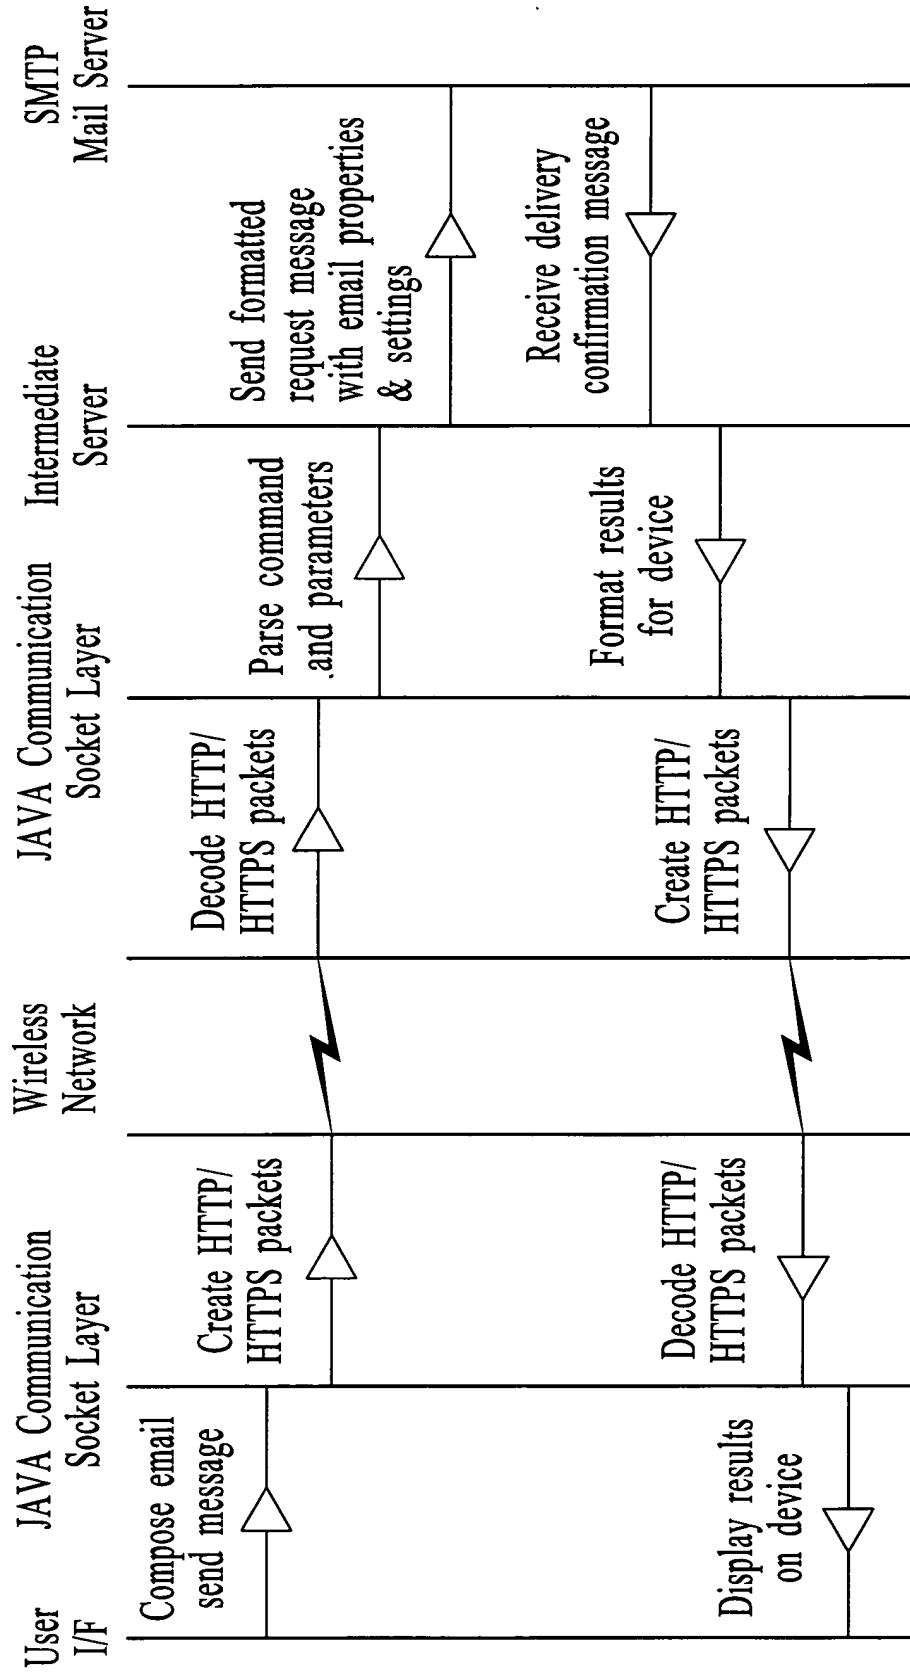 User
I/F
JAVA Communication
Socket Layer
Wireless
Network
JAVA Communication
Socket Layer
Intermediate
Server
SMTP
Mail Server
Compose email
send message
Create HTTP/
HTTPS packets
Decode HTTP/
HTTPS packets
Parse command
and parameters
Send formatted
request message
with email properties
& settings
Receive delivery
confirmation message
Format results
for device
Create HTTP/
HTTPS packets
Decode HTTP/
HTTPS packets
Display results
on device